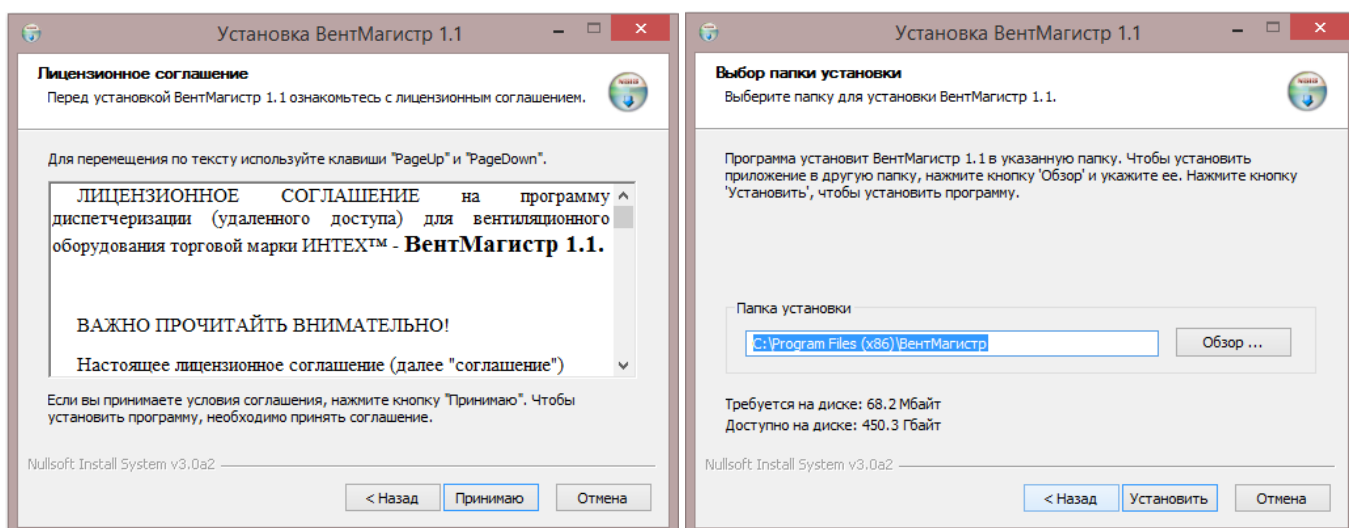 Установка ВентМагистр 1.1
Лицензионное соглашение
Перед установкой ВентМагистр 1.1 ознакомьтесь с лицензионным соглашением.
Для перемещения по тексту используйте клавиши "PageUp" и "PageDown".
ЛИЦЕНЗИОННОЕ СОГЛАШЕНИЕ на программу
диспетчеризации (удаленного доступа) для вентиляционного
оборудования торговой марки ИНТЕХ™ - ВентМагистр 1.1.
ВАЖНО ПРОЧИТАЙТЬ ВНИМАТЕЛЬНО!
Настоящее лицензионное соглашение (далее "соглашение")
Если вы принимаете условия соглашения, нажмите кнопку "Принимаю". Чтобы
установить программу, необходимо принять соглашение.
Nullsoft Install System v3.0a2
< Назад Принимаю Отмена
Установка ВентМагистр 1.1
Выбор папки установки
Выберите папку для установки ВентМагистр 1.1.
Программа установит ВентМагистр 1.1 в указанную папку. Чтобы установить
приложение в другую папку, нажмите кнопку 'Обзор' и укажите ее. Нажмите кнопку
'Установить', чтобы установить программу.
Папка установки
C:\Program Files (x86)\ВентМагистр
Обзор ...
Требуется на диске: 68.2 Мбайт
Доступно на диске: 450.3 Гбайт
Nullsoft Install System v3.0a2
< Назад Установить Отмена